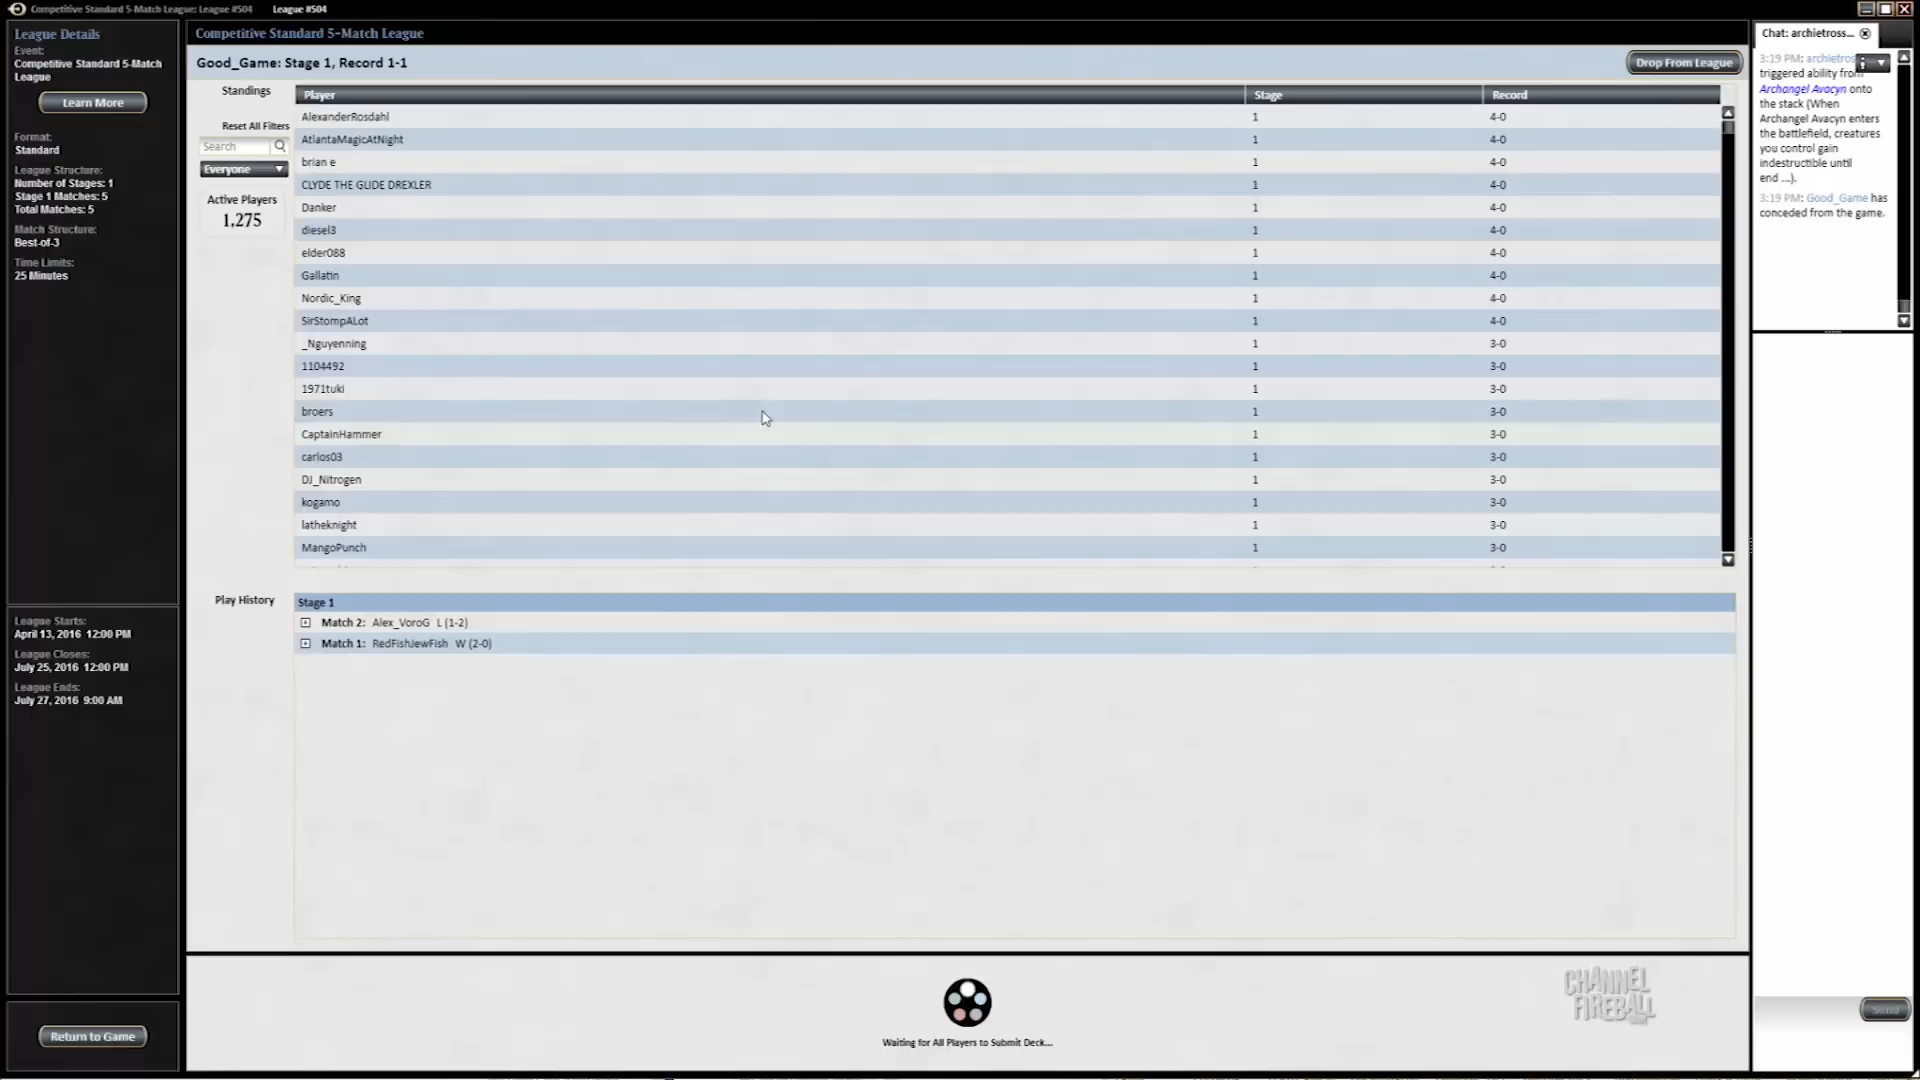 Competitive Standard 5-Match League: League #504
League #504
League Details
Event:
Competitive Standard 5-Match
League
Learn More
Format:
Standard
League Structure:
Number of Stages: 1
Stage 1 Matches: 5
Total Matches: 5
Match Structure:
Best-of-3
Time Limits:
25 Minutes
League Starts:
April 13, 2016 12:00 PM
League Closes:
July 25, 2016 12:00 PM
League Ends:
July 27, 2016 9:00 AM
Return to Game
Competitive Standard 5-Match League
Good_Game: Stage 1, Record 1-1
Drop From League
Standings
Reset All Filters
Search
Everyone
Active Players
1,275
Player Stage Record
AlexanderRosdahl 1 4-0
AtlantaMagicAtNight 1 4-0
brian e 1 4-0
CLYDE THE GLIDE DREXLER 1 4-0
Danker 1 4-0
diesel3 1 4-0
elder088 1 4-0
Gallatin 1 4-0
Nordic_King 1 4-0
SirStompALot 1 4-0
_Nguyenning 1 3-0
1104492 1 3-0
1971tuki 1 3-0
broers 1 3-0
CaptainHammer 1 3-0
carlos03 1 3-0
DJ_Nitrogen 1 3-0
kogamo 1 3-0
latheknight 1 3-0
MangoPunch 1 3-0
Play History
Stage 1
Match 2: Alex_VoroG L (1-2)
Match 1: RedFishJewFish W (2-0)
Waiting for All Players to Submit Deck...
CHANNEL
FIREBALL
Chat: archietross...
3:19 PM: archietros
triggered ability from
Archangel Avacyn onto
the stack (When
Archangel Avacyn enters
the battlefield, creatures
you control gain
indestructible until
end ...).
3:19 PM: Good_Game has
conceded from the game.
Send